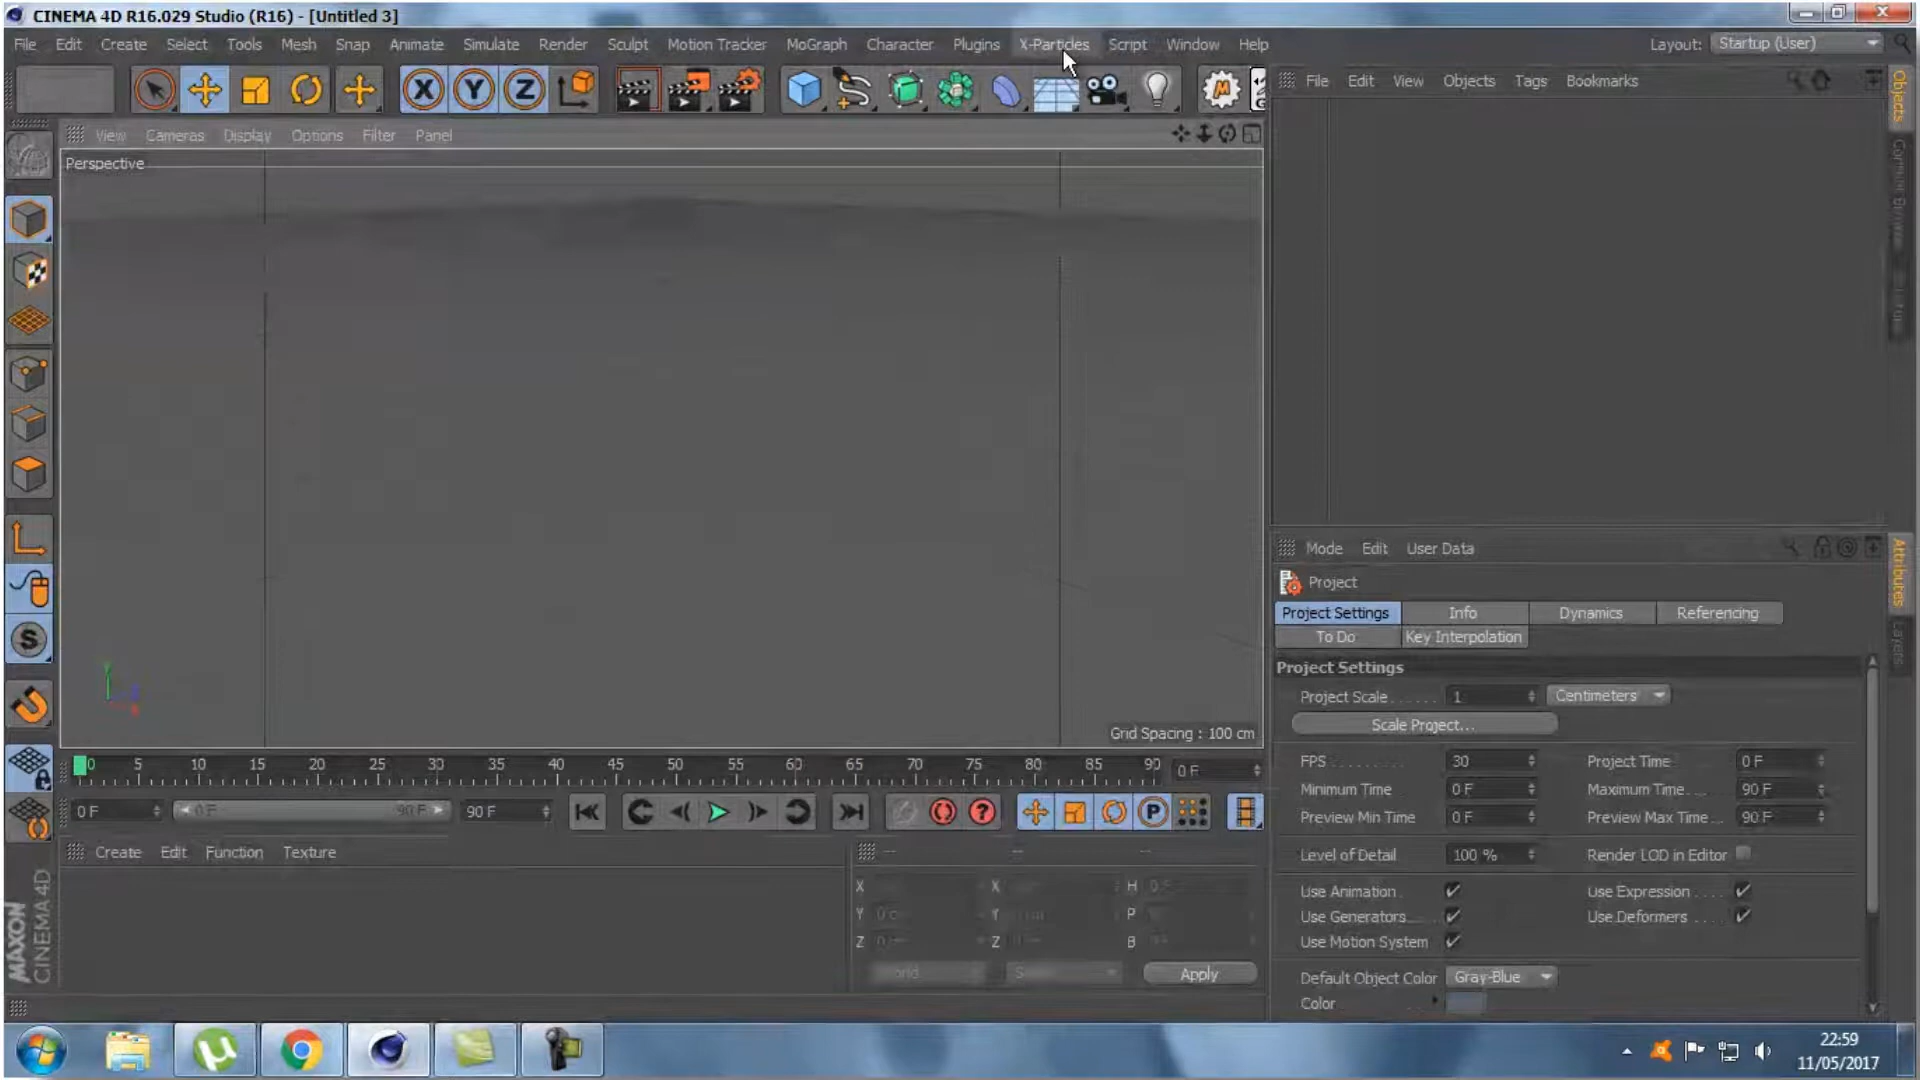 CINEMA 4D R16.029 Studio (R16) - [Untitled 3]
File Edit Create Select Tools Mesh Snap Animate Simulate Render Sculpt Motion Tracker MoGraph Character Plugins X-Particles Script Window Help Layout: Startup (User)
File Edit View Objects Tags Bookmarks
Objects
View Cameras Display Options Filter Panel
Perspective
Grid Spacing : 100 cm
Mode Edit User Data
Attributes
Layers
Project
Project Settings Info Dynamics Referencing
To Do Key Interpolation
Project Settings
Project Scale 1 Centimeters
Scale Project...
FPS 30 Project Time 0 F
Minimum Time 0 F Maximum Time 90 F
Preview Min Time 0 F Preview Max Time 90 F
Level of Detail 100 % Render LOD in Editor
Use Animation Use Expression
Use Generators Use Deformers
Use Motion System
Default Object Color Gray-Blue
Color
0 5 10 15 20 25 30 35 40 45 50 55 60 65 70 75 80 85 90 0 F
0 F 0 F 90 F 90 F
Create Edit Function Texture
X X H
Y Y P
Z Z B
Apply
MAXON
CINEMA 4D
22:59
11/05/2017